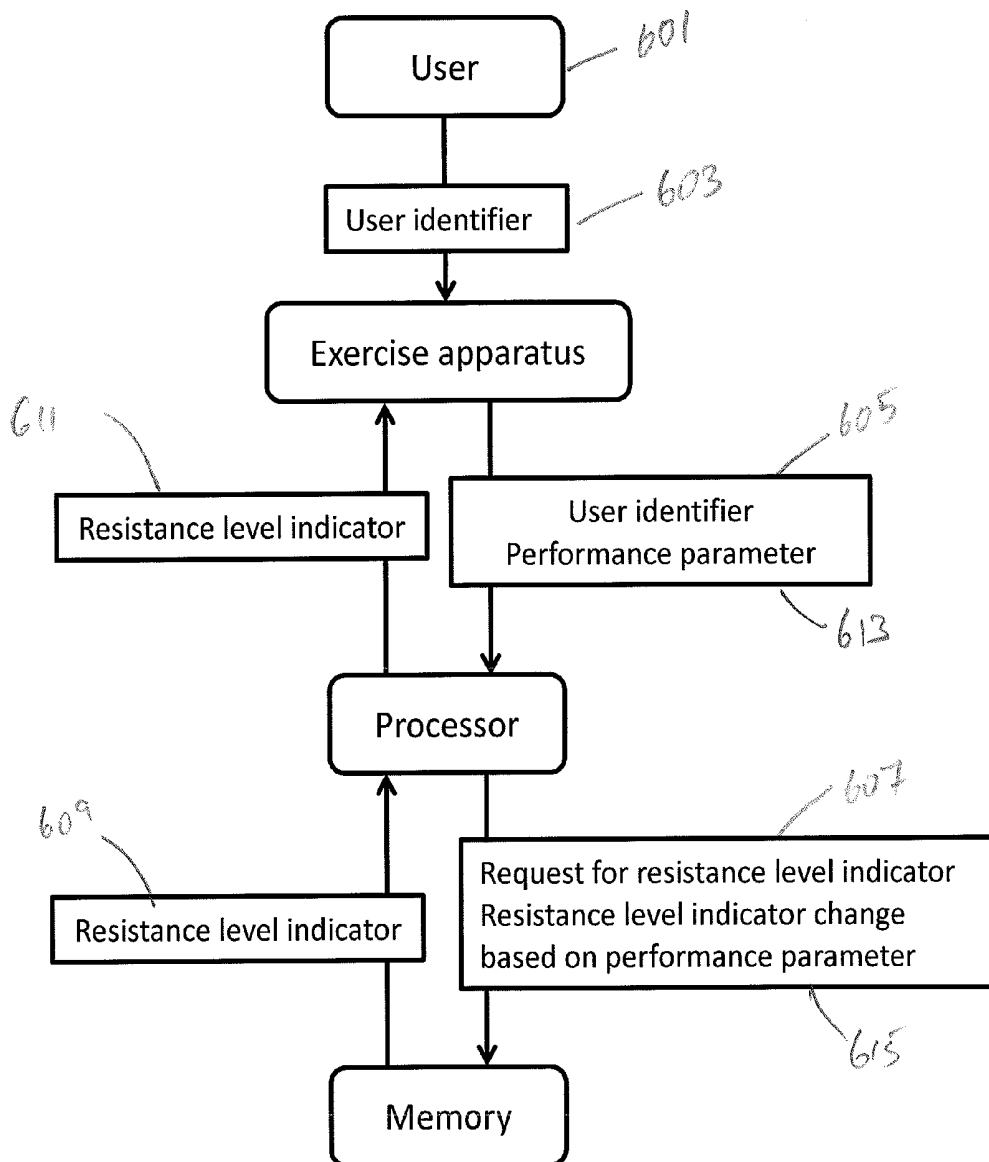 User
601
User identifier
603
Exercise apparatus
611
605
Resistance level indicator
User identifier
Performance parameter
613
Processor
607
609
Request for resistance level indicator
Resistance level indicator change
based on performance parameter
Resistance level indicator
615
Memory